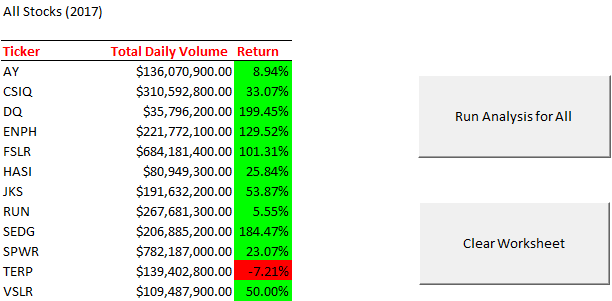 All Stocks (2017)
Ticker Total Daily Volume Return
AY $136,070,900.00 8.94%
CSIQ $310,592,800.00 33.07%
DQ $35,796,200.00 199.45%
ENPH $221,772,100.00 129.52%
FSLR $684,181,400.00 101.31%
HASI $80,949,300.00 25.84%
JKS $191,632,200.00 53.87%
RUN $267,681,300.00 5.55%
SEDG $206,885,200.00 184.47%
SPWR $782,187,000.00 23.07%
TERP $139,402,800.00 -7.21%
VSLR $109,487,900.00 50.00%
Run Analysis for All
Clear Worksheet